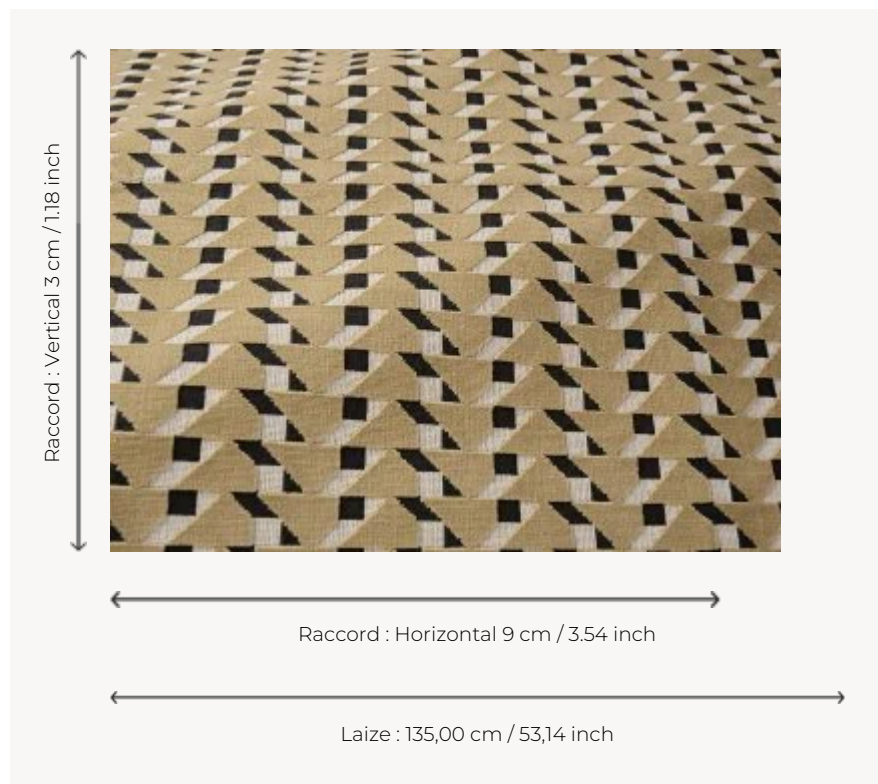 Raccord : Vertical 3 cm / 1.18 inch
Raccord : Horizontal 9 cm / 3.54 inch
Laize : 135,00 cm / 53,14 inch